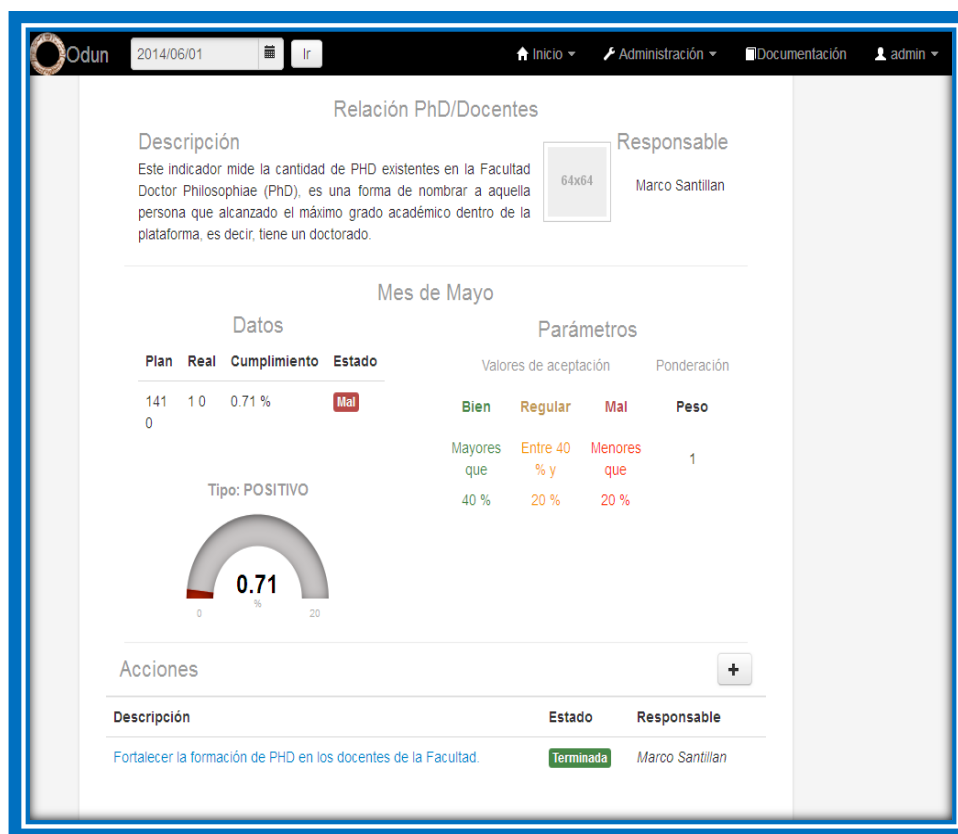 Odun 2014/06/01 Ir Inicio Administración Documentación admin
Relación PhD/Docentes
Descripción
Este indicador mide la cantidad de PHD existentes en la Facultad
Doctor Philosophiae (PhD), es una forma de nombrar a aquella
persona que alcanzado el máximo grado académico dentro de la
plataforma, es decir, tiene un doctorado.
64x64
Responsable
Marco Santillan
Mes de Mayo
Datos
Plan Real Cumplimiento Estado
141 1 0 0.71 % Mal
0
Tipo: POSITIVO
0.71
%
0 20
Parámetros
Valores de aceptación Ponderación
Bien Regular Mal Peso
Mayores Entre 40 Menores
que % y que 1
40 % 20 % 20 %
Acciones +
Descripción Estado Responsable
Fortalecer la formación de PHD en los docentes de la Facultad. Terminada Marco Santillan